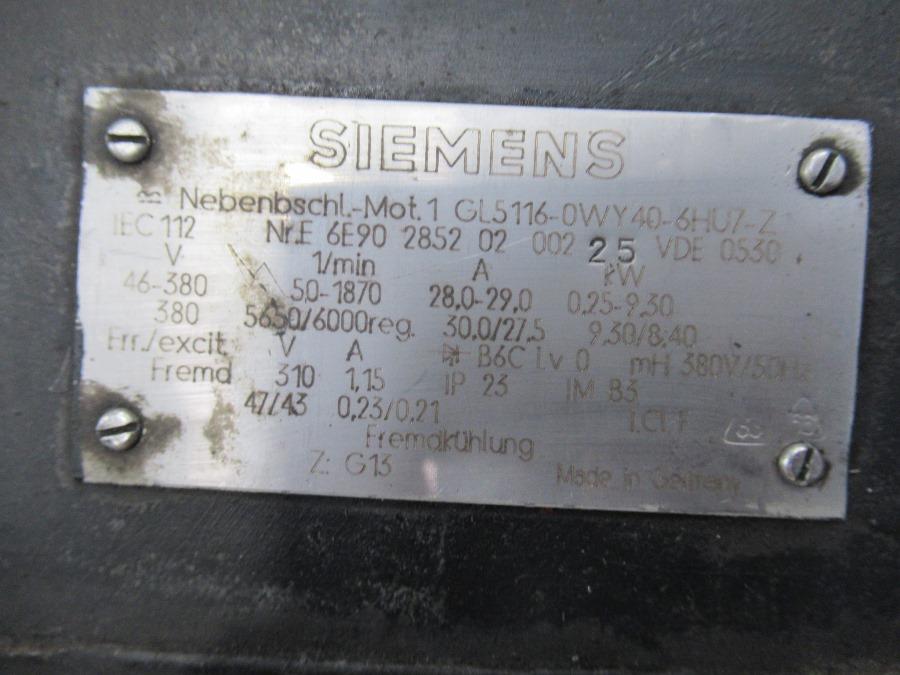 SIEMENS
Nebenbschl.-Mot.1 GL5116-0WY40-6HU7-Z
IEC 112 Nr.E 6E90 2852 02 002 25 VDE 0530
V 1/min A kW
46-380 50-1870 28.0-29.0 0,25-9,30
380 5650/6000reg. 30.0/27,5 9,30/8,40
Err./excit V A B6C Lv 0 mH 380V/50Hz
Fremd 310 1,15 IP 23 IM B3
47/43 0,23/0.21 I.Cl F
Fremdkühlung
Z: G13 Made in Germany